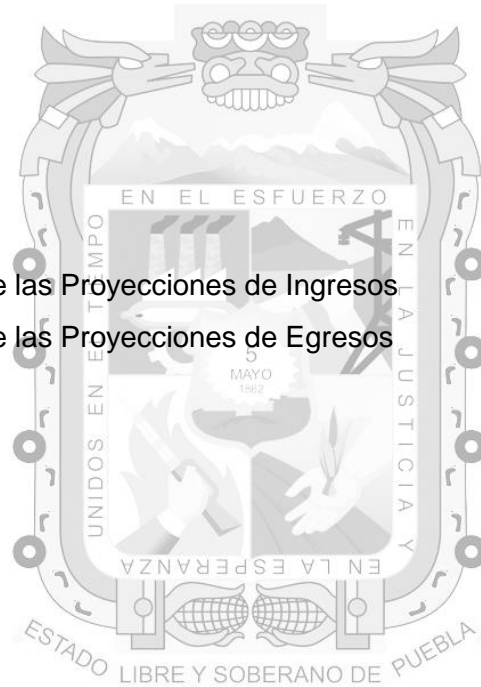 EN EL ESFUERZO
EN LA JUSTICIA Y
EN LA ESPERANZA
UNIDOS EN EL TIEMPO
e las Proyecciones de Ingresos
e las Proyecciones de Egresos
5
MAYO
1862
ESTADO LIBRE Y SOBERANO DE PUEBLA